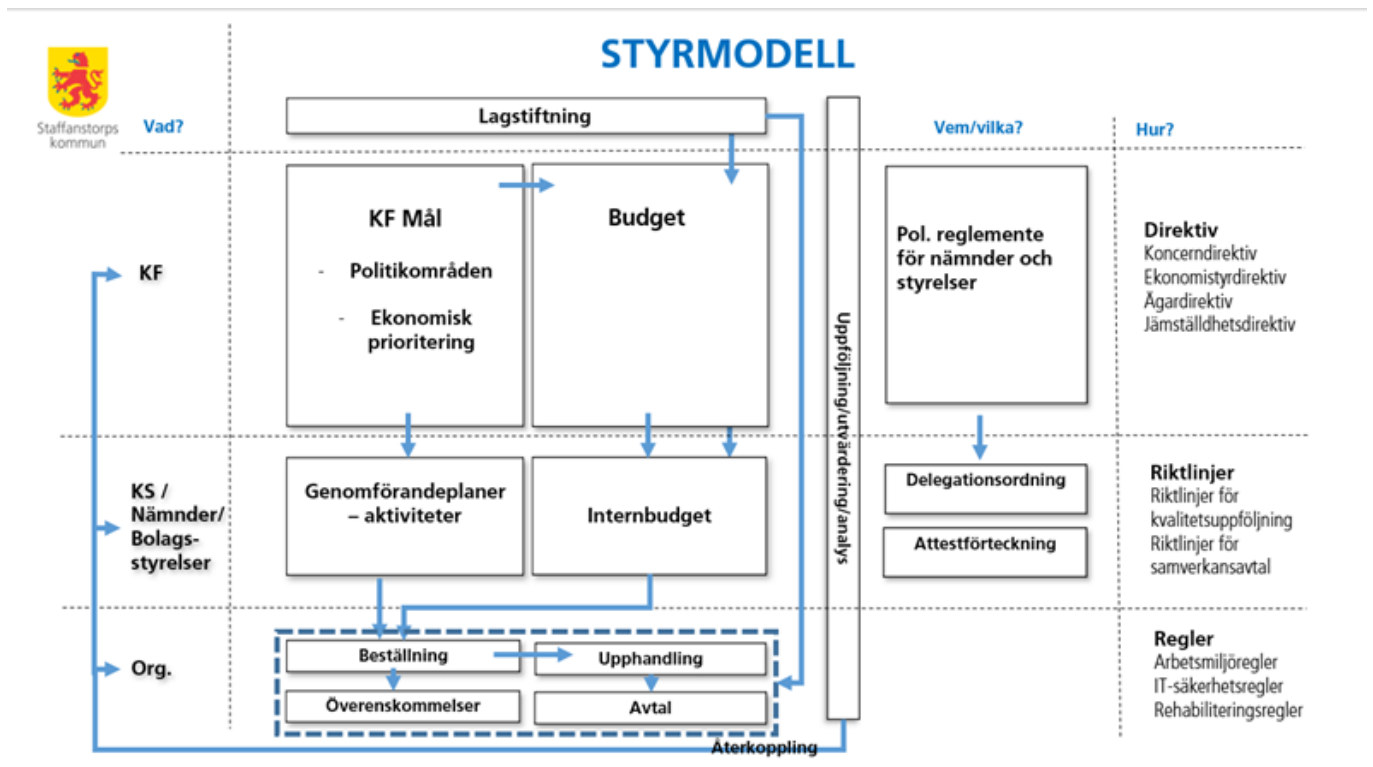 STYRMODELL
Staffanstorps
kommun
Vad?
Lagstiftning
Vem/vilka?
Hur?
KF
KF Mål
- Politikområden
- Ekonomisk
prioritering
Budget
Uppföljning/utvärdering/analys
Pol. reglemente
för nämnder och
styrelser
Direktiv
Koncerndirektiv
Ekonomistyrdirektiv
Ägardirektiv
Jämställdhetsdirektiv
KS /
Nämnder/
Bolags-
styrelser
Genomförandeplaner
– aktiviteter
Internbudget
Delegationsordning
Attestförteckning
Riktlinjer
Riktlinjer för
kvalitetsuppföljning
Riktlinjer för
samverkansavtal
Org.
Beställning
Upphandling
Överenskommelser
Avtal
Regler
Arbetsmiljöregler
IT-säkerhetsregler
Rehabiliteringsregler
Återkoppling